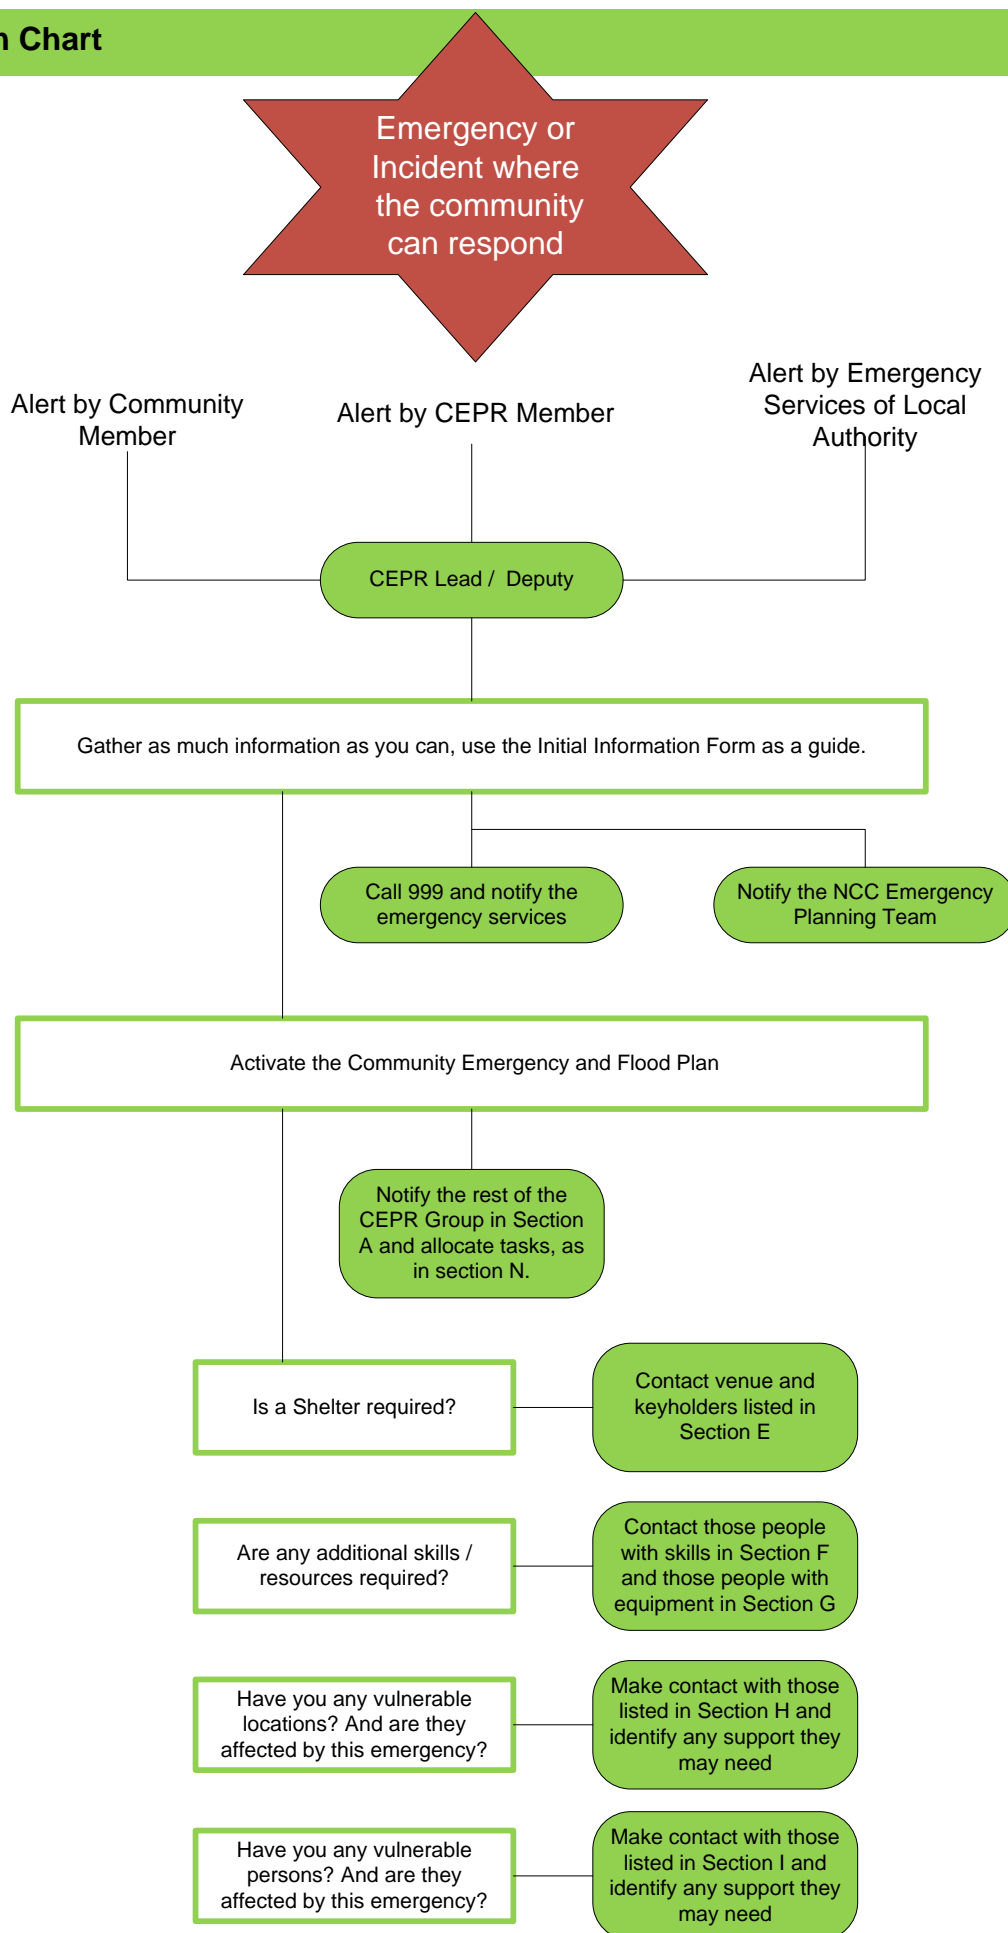 n Chart
Emergency or
Incident where
the community
can respond
Alert by Community
Member
Alert by CEPR Member
Alert by Emergency
Services of Local
Authority
CEPR Lead / Deputy
Gather as much information as you can, use the Initial Information Form as a guide.
Call 999 and notify the
emergency services
Notify the NCC Emergency
Planning Team
Activate the Community Emergency and Flood Plan
Notify the rest of the
CEPR Group in Section
A and allocate tasks, as
in section N.
Is a Shelter required?
Contact venue and
keyholders listed in
Section E
Are any additional skills /
resources required?
Contact those people
with skills in Section F
and those people with
equipment in Section G
Have you any vulnerable
locations? And are they
affected by this emergency?
Make contact with those
listed in Section H and
identify any support they
may need
Have you any vulnerable
persons? And are they
affected by this emergency?
Make contact with those
listed in Section I and
identify any support they
may need